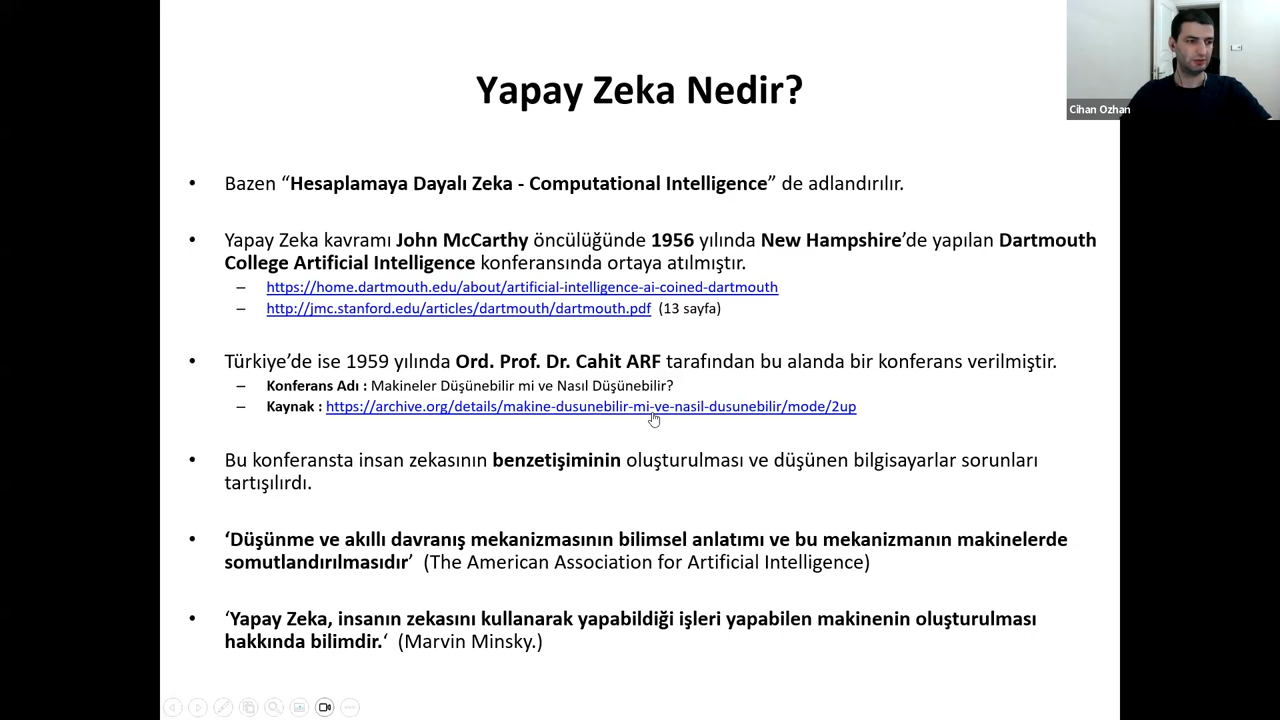 Yapay Zeka Nedir?
Cihan Ozhan
• Bazen “Hesaplamaya Dayalı Zeka - Computational Intelligence” de adlandırılır.
• Yapay Zeka kavramı John McCarthy öncülüğünde 1956 yılında New Hampshire’de yapılan Dartmouth
College Artificial Intelligence konferansında ortaya atılmıştır.
– https://home.dartmouth.edu/about/artificial-intelligence-ai-coined-dartmouth
– http://jmc.stanford.edu/articles/dartmouth/dartmouth.pdf (13 sayfa)
• Türkiye’de ise 1959 yılında Ord. Prof. Dr. Cahit ARF tarafından bu alanda bir konferans verilmiştir.
– Konferans Adı : Makineler Düşünebilir mi ve Nasıl Düşünebilir?
– Kaynak : https://archive.org/details/makine-dusunebilir-mi-ve-nasil-dusunebilir/mode/2up
• Bu konferansta insan zekasının benzetişiminin oluşturulması ve düşünen bilgisayarlar sorunları
tartışılırdı.
• ‘Düşünme ve akıllı davranış mekanizmasının bilimsel anlatımı ve bu mekanizmanın makinelerde
somutlandırılmasıdır’ (The American Association for Artificial Intelligence)
• ‘Yapay Zeka, insanın zekasını kullanarak yapabildiği işleri yapabilen makinenin oluşturulması
hakkında bilimdir.‘ (Marvin Minsky.)